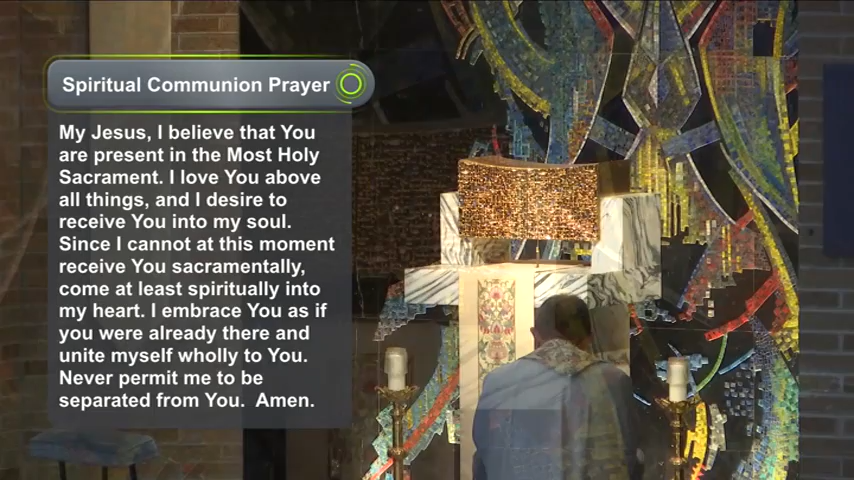 Spiritual Communion Prayer
My Jesus, I believe that You
are present in the Most Holy
Sacrament. I love You above
all things, and I desire to
receive You into my soul.
Since I cannot at this moment
receive You sacramentally,
come at least spiritually into
my heart. I embrace You as if
you were already there and
unite myself wholly to You.
Never permit me to be
separated from You.  Amen.